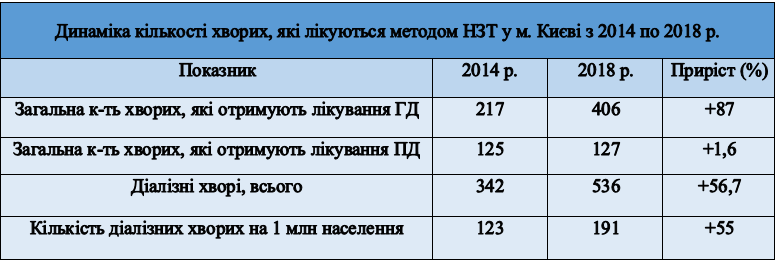 Динаміка кількості хворих, які лікуються методом НЗТ у м. Києві з 2014 по 2018 р.
Показник 2014 р. 2018 р. Приріст (%)
Загальна к-ть хворих, які отримують лікування ГД 217 406 +87
Загальна к-ть хворих, які отримують лікування ПД 125 127 +1,6
Діалізні хворі, всього 342 536 +56,7
Кількість діалізних хворих на 1 млн населення 123 191 +55